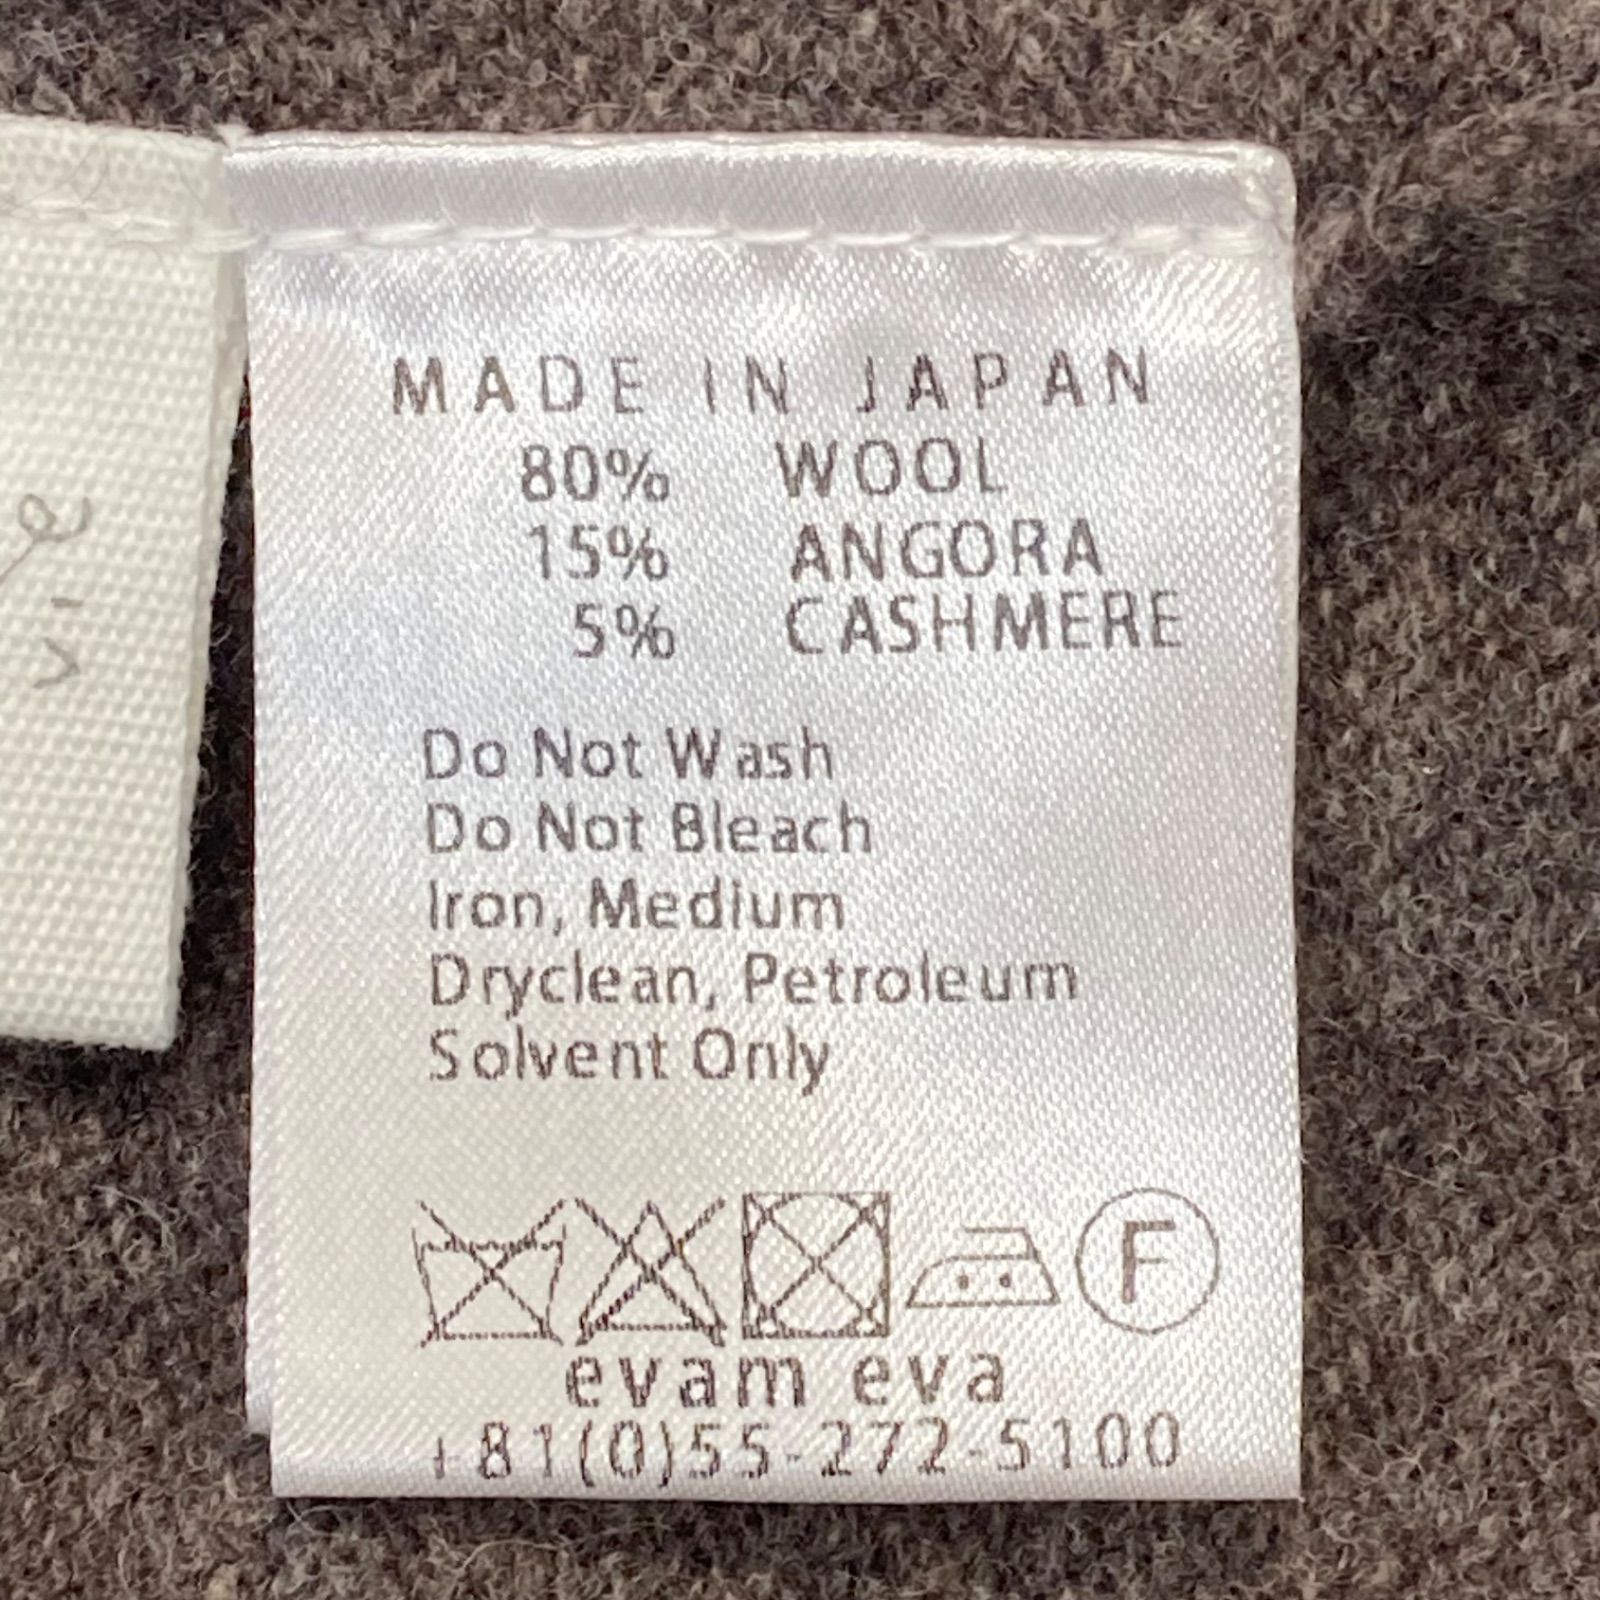 MADE IN JAPAN
80% WOOL
15% ANGORA
5% CASHMERE
Do Not Wash
Do Not Bleach
Iron, Medium
Dryclean, Petroleum
Solvent Only
F
evam eva
+81(0)55-272-5100
vie